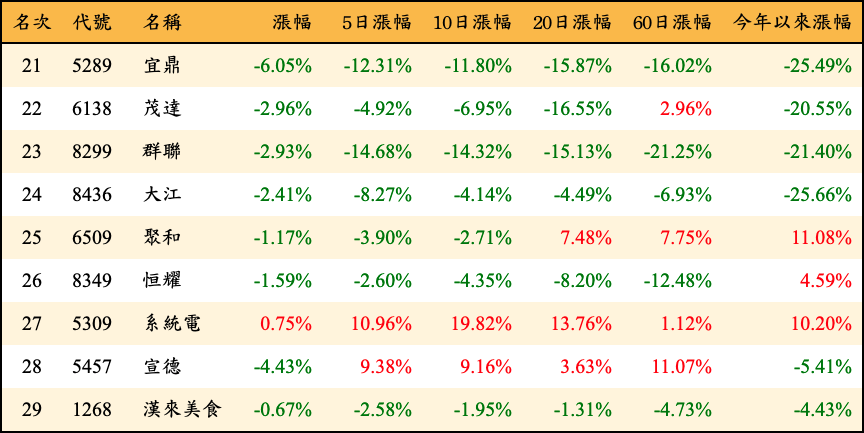 名次 代號 名稱 漲幅 5日漲幅 10日漲幅 20日漲幅 60日漲幅 今年以來漲幅
21 5289 宜鼎 -6.05% -12.31% -11.80% -15.87% -16.02% -25.49%
22 6138 茂達 -2.96% -4.92% -6.95% -16.55% 2.96% -20.55%
23 8299 群聯 -2.93% -14.68% -14.32% -15.13% -21.25% -21.40%
24 8436 大江 -2.41% -8.27% -4.14% -4.49% -6.93% -25.66%
25 6509 聚和 -1.17% -3.90% -2.71% 7.48% 7.75% 11.08%
26 8349 恒耀 -1.59% -2.60% -4.35% -8.20% -12.48% 4.59%
27 5309 系統電 0.75% 10.96% 19.82% 13.76% 1.12% 10.20%
28 5457 宣德 -4.43% 9.38% 9.16% 3.63% 11.07% -5.41%
29 1268 漢來美食 -0.67% -2.58% -1.95% -1.31% -4.73% -4.43%